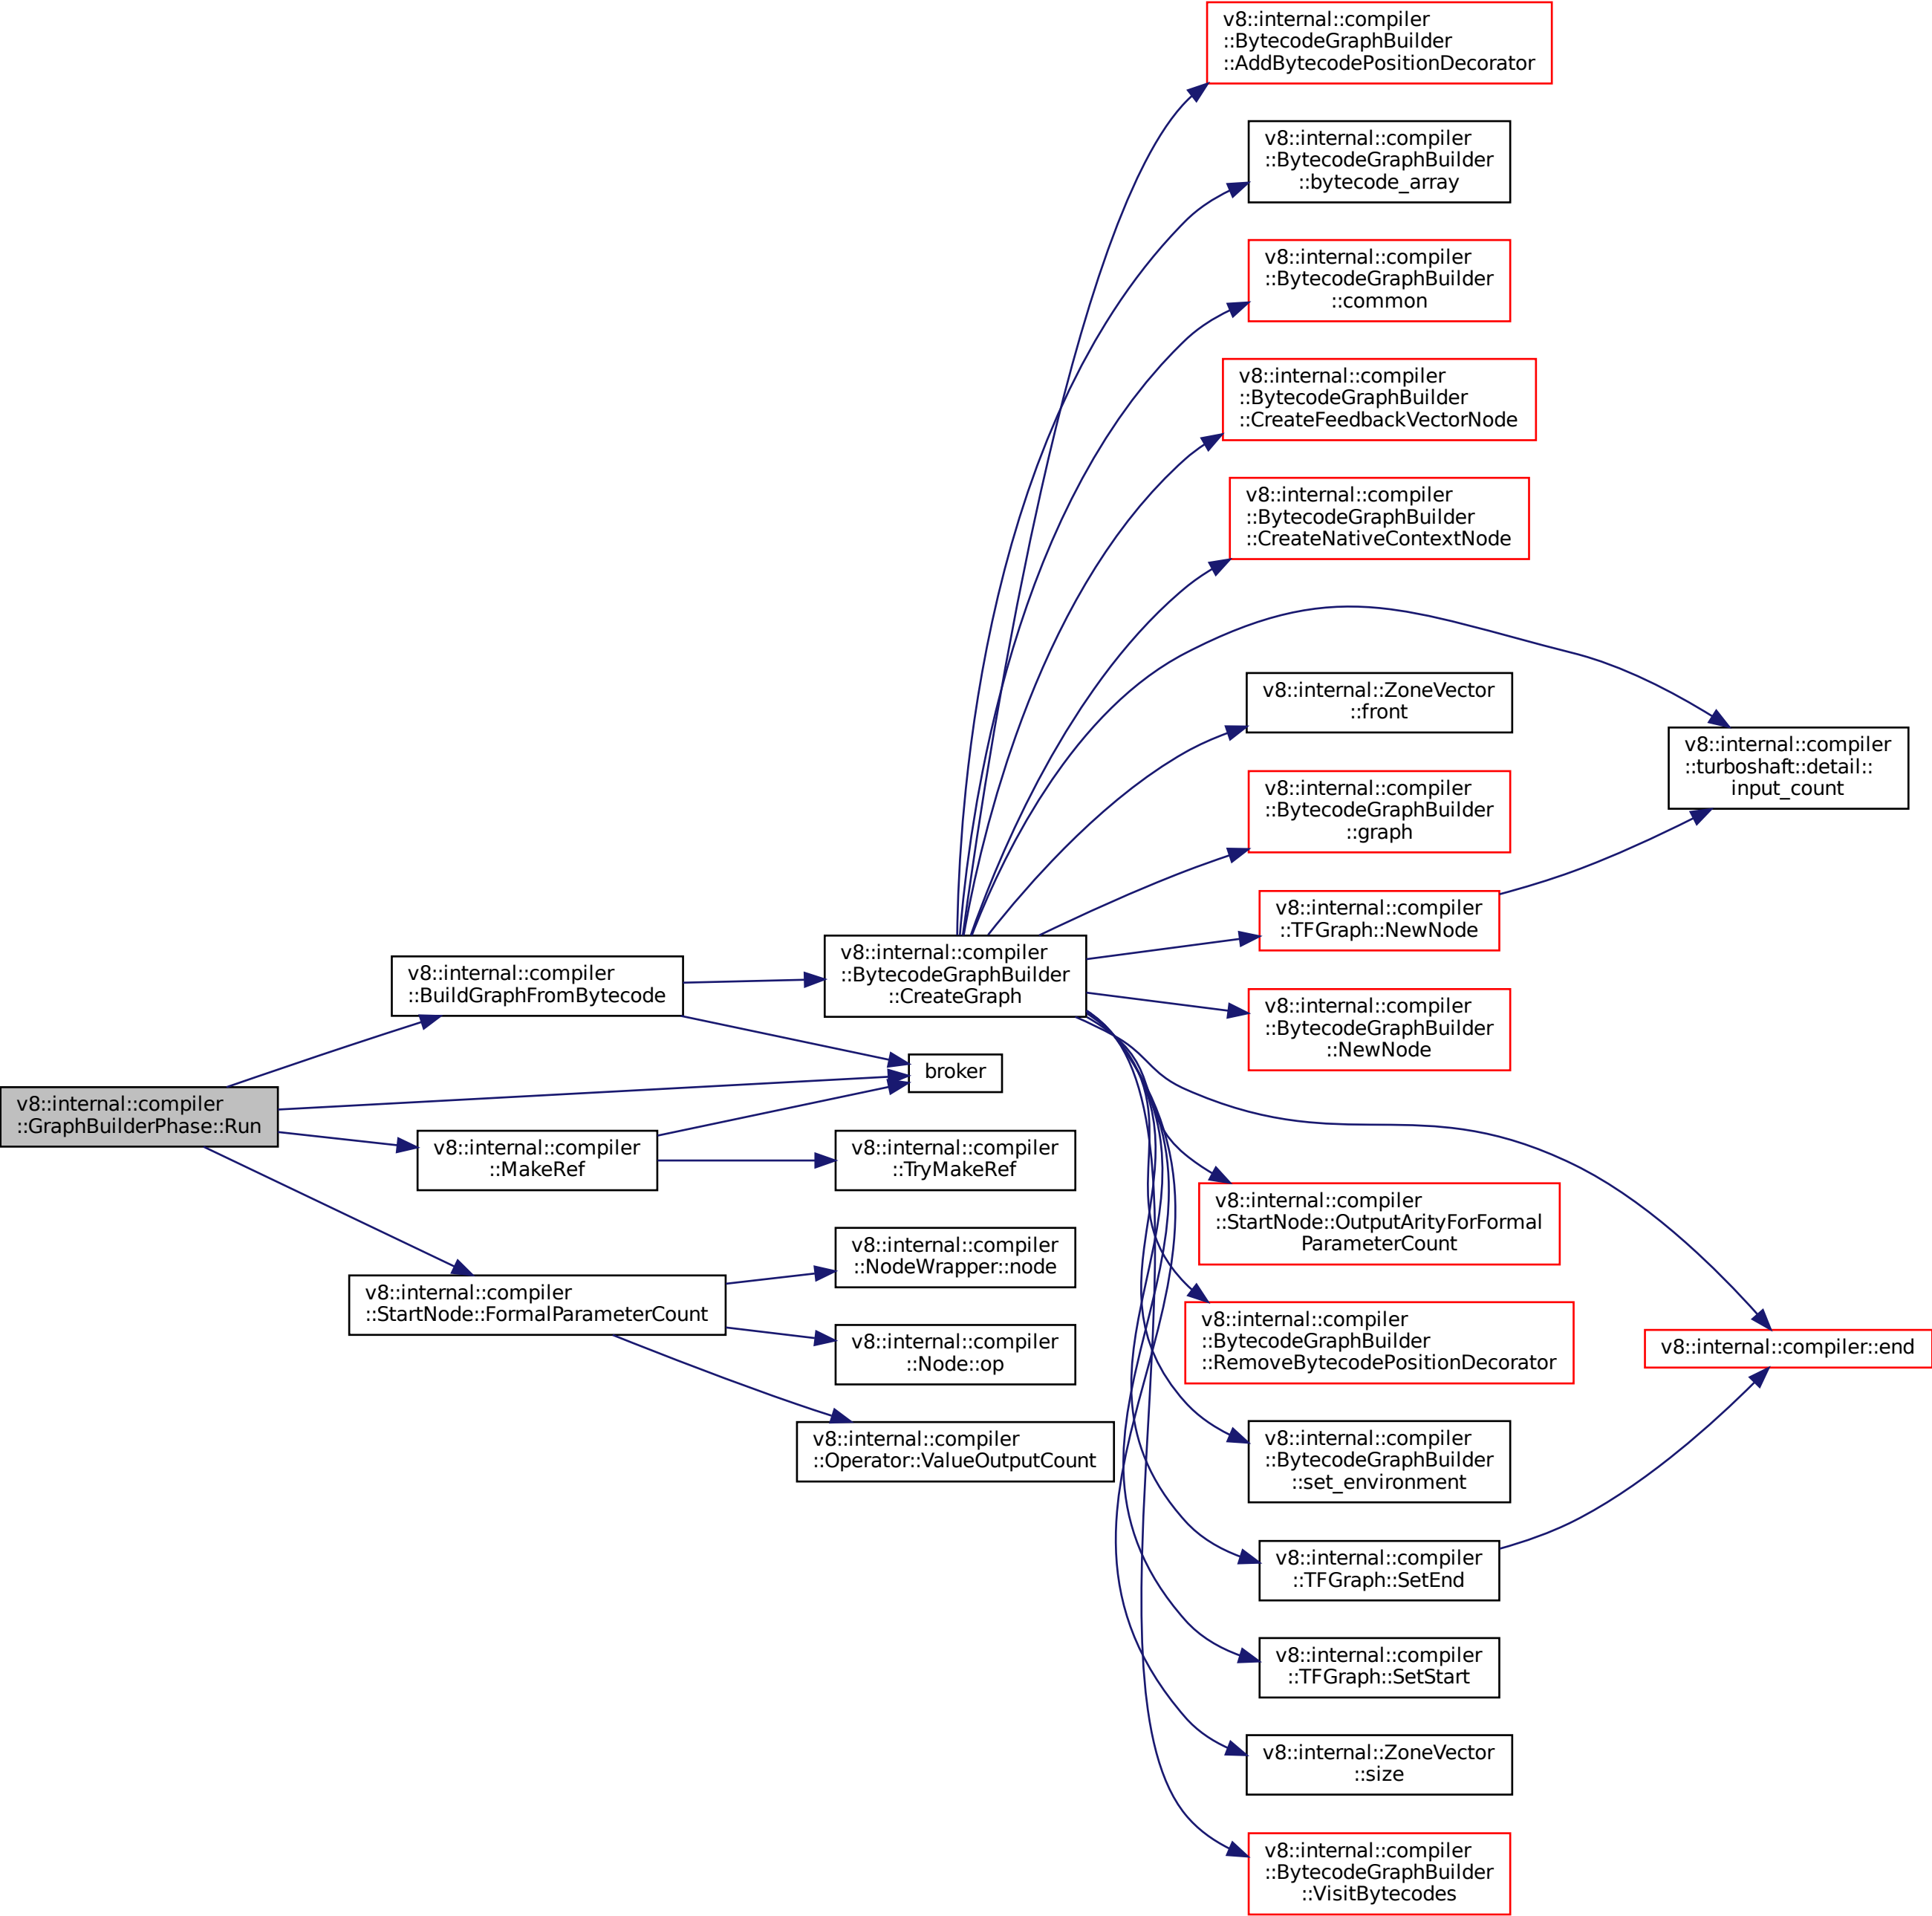 v8::internal::compiler
::GraphBuilderPhase::Run
v8::internal::compiler
::BuildGraphFromBytecode
v8::internal::compiler
::MakeRef
v8::internal::compiler
::StartNode::FormalParameterCount
v8::internal::compiler
::BytecodeGraphBuilder
::CreateGraph
broker
v8::internal::compiler
::TryMakeRef
v8::internal::compiler
::NodeWrapper::node
v8::internal::compiler
::Node::op
v8::internal::compiler
::Operator::ValueOutputCount
v8::internal::compiler
::BytecodeGraphBuilder
::AddBytecodePositionDecorator
v8::internal::compiler
::BytecodeGraphBuilder
::bytecode_array
v8::internal::compiler
::BytecodeGraphBuilder
::common
v8::internal::compiler
::BytecodeGraphBuilder
::CreateFeedbackVectorNode
v8::internal::compiler
::BytecodeGraphBuilder
::CreateNativeContextNode
v8::internal::ZoneVector
::front
v8::internal::compiler
::BytecodeGraphBuilder
::graph
v8::internal::compiler
::TFGraph::NewNode
v8::internal::compiler
::BytecodeGraphBuilder
::NewNode
v8::internal::compiler
::StartNode::OutputArityForFormal
ParameterCount
v8::internal::compiler
::BytecodeGraphBuilder
::RemoveBytecodePositionDecorator
v8::internal::compiler
::BytecodeGraphBuilder
::set_environment
v8::internal::compiler
::TFGraph::SetEnd
v8::internal::compiler
::TFGraph::SetStart
v8::internal::ZoneVector
::size
v8::internal::compiler
::BytecodeGraphBuilder
::VisitBytecodes
v8::internal::compiler
::turboshaft::detail::
input_count
v8::internal::compiler::end